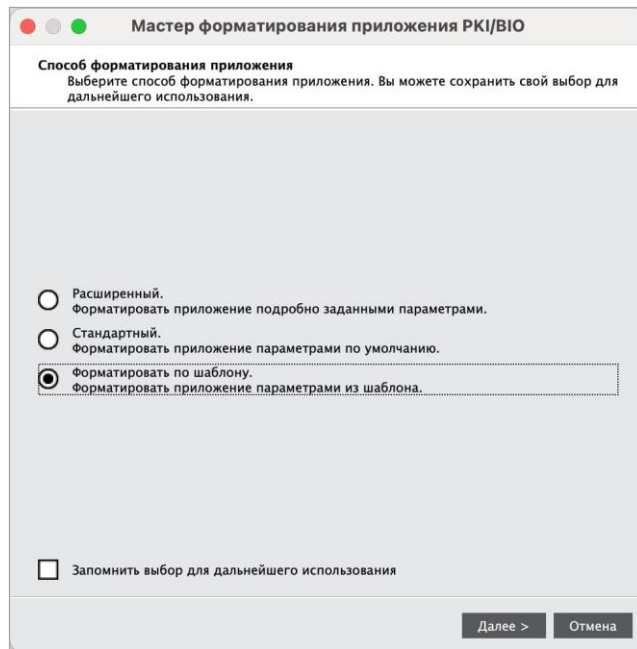 Мастер форматирования приложения PKI/BIO
Способ форматирования приложения
Выберите способ форматирования приложения. Вы можете сохранить свой выбор для
дальнейшего использования.
Расширенный.
Форматировать приложение подробно заданными параметрами.
Стандартный.
Форматировать приложение параметрами по умолчанию.
Форматировать по шаблону.
Форматировать приложение параметрами из шаблона.
Запомнить выбор для дальнейшего использования
Далее >
Отмена